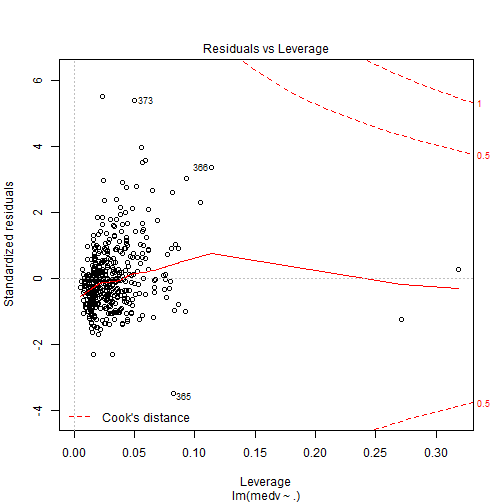 Residuals vs Leverage
Standardized residuals
6
4
2
0
-2
-4
373
366
365
1
0.5
0.5
Cook's distance
0.00 0.05 0.10 0.15 0.20 0.25 0.30
Leverage
lm(medv ~ .)